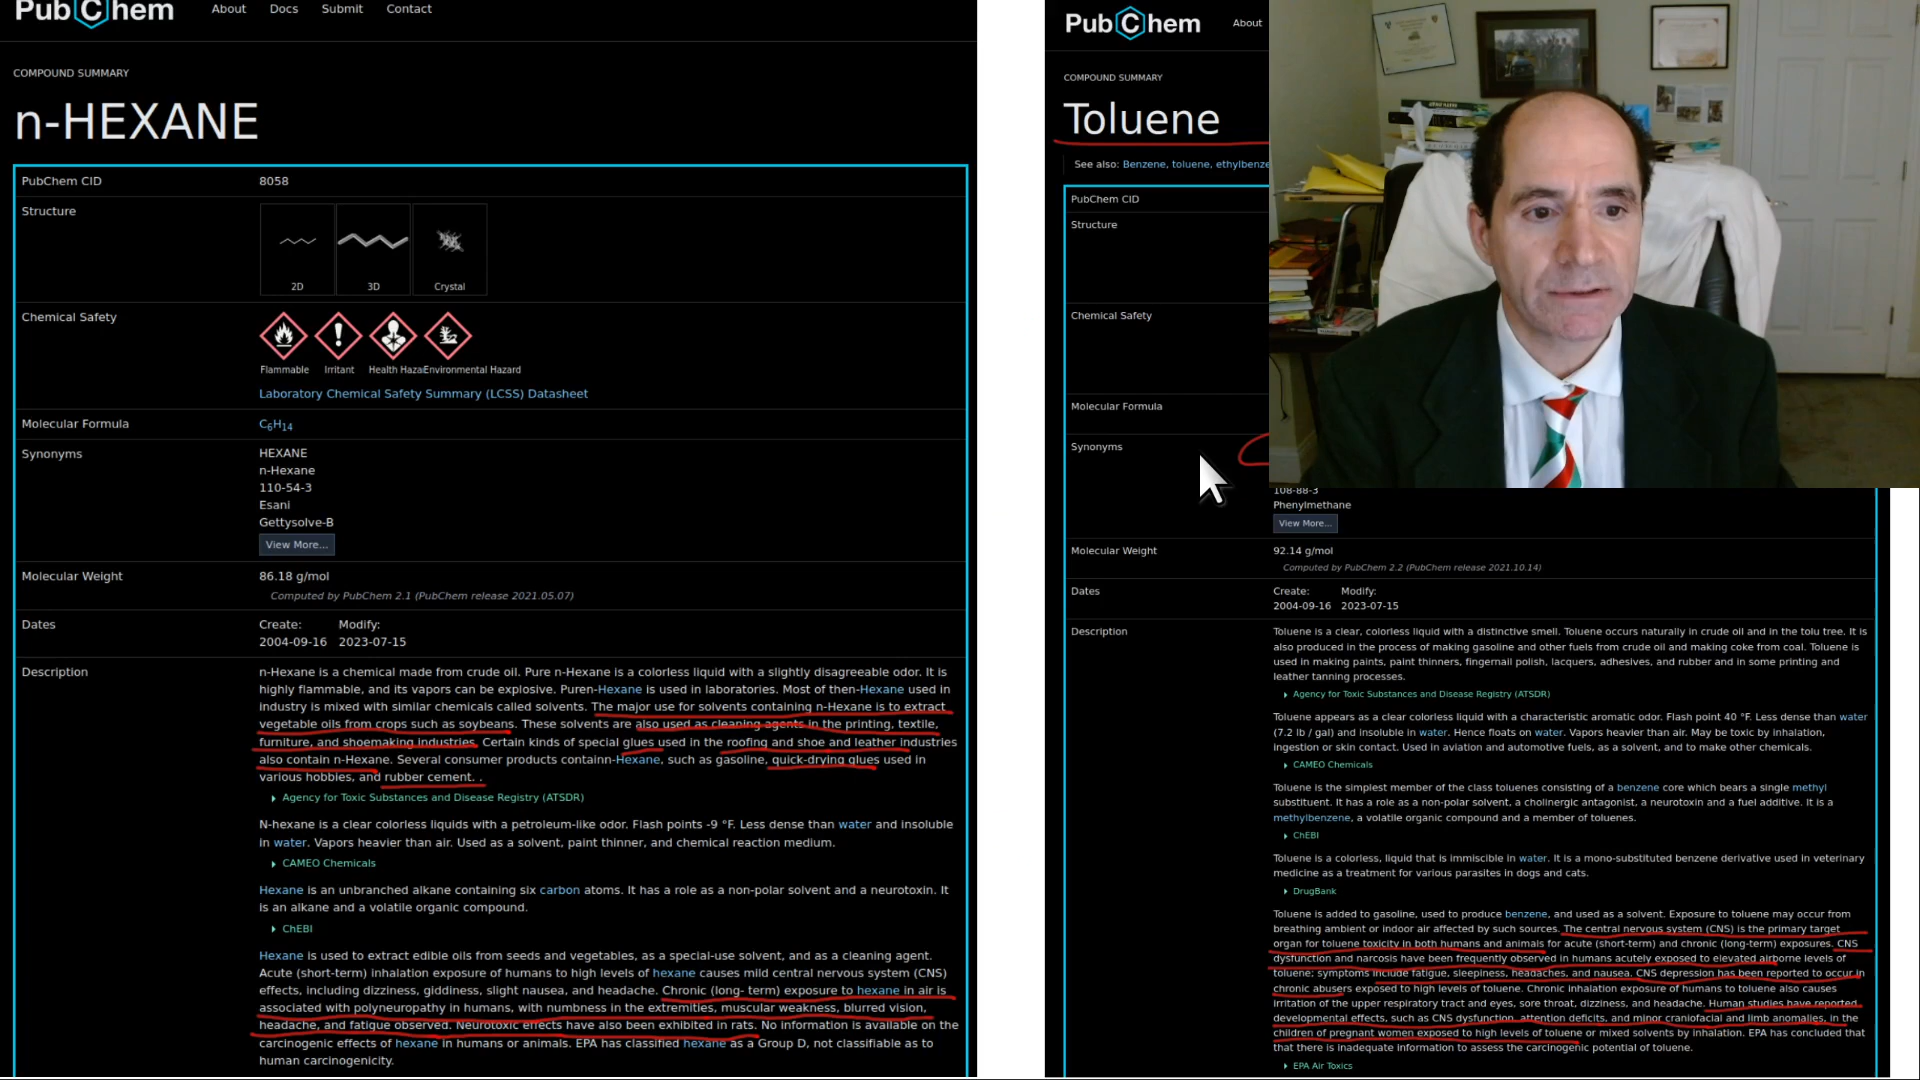 PubChem
About
Docs
Submit
Contact
COMPOUND SUMMARY
n-HEXANE
PubChem CID
8058
Structure
2D
3D
Crystal
Chemical Safety
Flammable
Irritant
Health Hazar
Environmental Hazard
Laboratory Chemical Safety Summary (LCSS) Datasheet
Molecular Formula
C6H14
Synonyms
HEXANE
n-Hexane
110-54-3
Esani
Gettysolve-B
View More...
Molecular Weight
86.18 g/mol
Computed by PubChem 2.1 (PubChem release 2021.05.07)
Dates
Create:
Modify:
2004-09-16
2023-07-15
Description
n-Hexane is a chemical made from crude oil. Pure n-Hexane is a colorless liquid with a slightly disagreeable odor. It is
highly flammable, and its vapors can be explosive. Puren-Hexane is used in laboratories. Most of then-Hexane used in
industry is mixed with similar chemicals called solvents. The major use for solvents containing n-Hexane is to extract
vegetable oils from crops such as soybeans. These solvents are also used as cleaning agents in the printing, textile,
furniture, and shoemaking industries. Certain kinds of special glues used in the roofing and shoe and leather industries
also contain n-Hexane. Several consumer products containn-Hexane, such as gasoline, quick-drying glues used in
various hobbies, and rubber cement. .
Agency for Toxic Substances and Disease Registry (ATSDR)
N-hexane is a clear colorless liquids with a petroleum-like odor. Flash points -9 °F. Less dense than water and insoluble
in water. Vapors heavier than air. Used as a solvent, paint thinner, and chemical reaction medium.
CAMEO Chemicals
Hexane is an unbranched alkane containing six carbon atoms. It has a role as a non-polar solvent and a neurotoxin. It
is an alkane and a volatile organic compound.
ChEBI
Hexane is used to extract edible oils from seeds and vegetables, as a special-use solvent, and as a cleaning agent.
Acute (short-term) inhalation exposure of humans to high levels of hexane causes mild central nervous system (CNS)
effects, including dizziness, giddiness, slight nausea, and headache. Chronic (long- term) exposure to hexane in air is
associated with polyneuropathy in humans, with numbness in the extremities, muscular weakness, blurred vision,
headache, and fatigue observed. Neurotoxic effects have also been exhibited in rats. No information is available on the
carcinogenic effects of hexane in humans or animals. EPA has classified hexane as a Group D, not classifiable as to
human carcinogenicity.
PubChem
About
COMPOUND SUMMARY
Toluene
See also: Benzene, toluene, ethylbenze
PubChem CID
Structure
Chemical Safety
Molecular Formula
Synonyms
108-88-3
Phenylmethane
View More...
Molecular Weight
92.14 g/mol
Computed by PubChem 2.2 (PubChem release 2021.10.14)
Dates
Create:
Modify:
2004-09-16
2023-07-15
Description
Toluene is a clear, colorless liquid with a distinctive smell. Toluene occurs naturally in crude oil and in the tolu tree. It is
also produced in the process of making gasoline and other fuels from crude oil and making coke from coal. Toluene is
used in making paints, paint thinners, fingernail polish, lacquers, adhesives, and rubber and in some printing and
leather tanning processes.
Agency for Toxic Substances and Disease Registry (ATSDR)
Toluene appears as a clear colorless liquid with a characteristic aromatic odor. Flash point 40 °F. Less dense than water
(7.2 lb / gal) and insoluble in water. Hence floats on water. Vapors heavier than air. May be toxic by inhalation,
ingestion or skin contact. Used in aviation and automotive fuels, as a solvent, and to make other chemicals.
CAMEO Chemicals
Toluene is the simplest member of the class toluenes consisting of a benzene core which bears a single methyl
substituent. It has a role as a non-polar solvent, a cholinergic antagonist, a neurotoxin and a fuel additive. It is a
methylbenzene, a volatile organic compound and a member of toluenes.
ChEBI
Toluene is a colorless, liquid that is immiscible in water. It is a mono-substituted benzene derivative used in veterinary
medicine as a treatment for various parasites in dogs and cats.
DrugBank
Toluene is added to gasoline, used to produce benzene, and used as a solvent. Exposure to toluene may occur from
breathing ambient or indoor air affected by such sources. The central nervous system (CNS) is the primary target
organ for toluene toxicity in both humans and animals for acute (short-term) and chronic (long-term) exposures. CNS
dysfunction and narcosis have been frequently observed in humans acutely exposed to elevated airborne levels of
toluene; symptoms include fatigue, sleepiness, headaches, and nausea. CNS depression has been reported to occur in
chronic abusers exposed to high levels of toluene. Chronic inhalation exposure of humans to toluene also causes
irritation of the upper respiratory tract and eyes, sore throat, dizziness, and headache. Human studies have reported
developmental effects, such as CNS dysfunction, attention deficits, and minor craniofacial and limb anomalies, in the
children of pregnant women exposed to high levels of toluene or mixed solvents by inhalation. EPA has concluded that
that there is inadequate information to assess the carcinogenic potential of toluene.
EPA Air Toxics